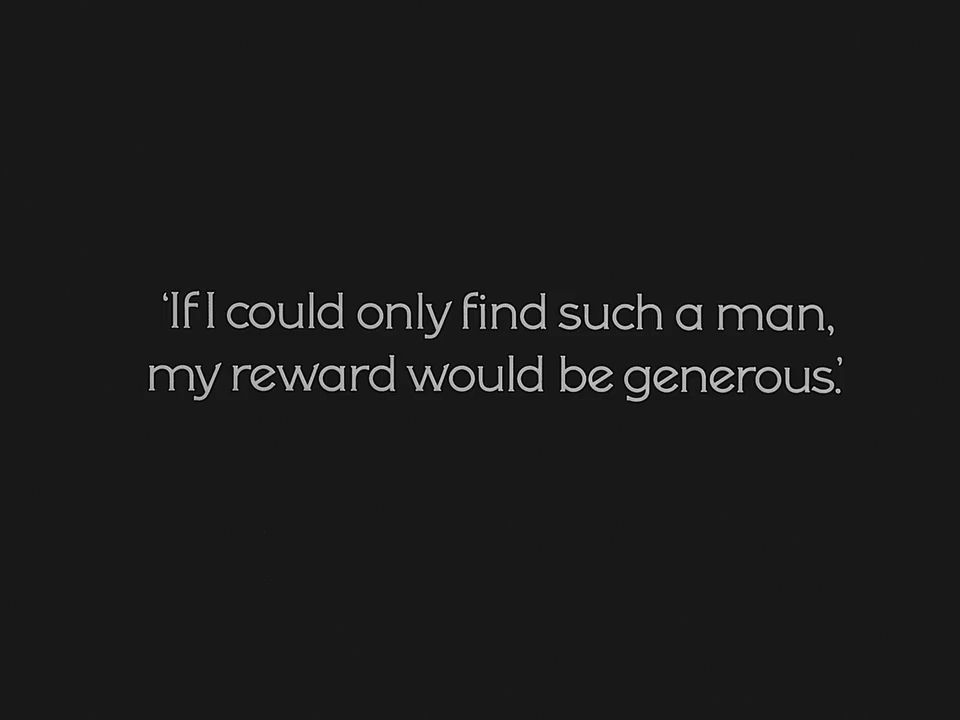 ‘If I could only find such a man,
my reward would be generous.’